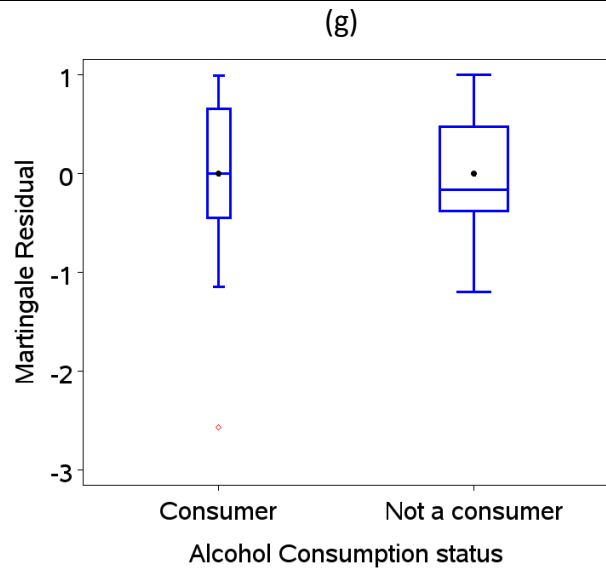 (g)
Martingale Residual
1
0
-1
-2
-3
Consumer
Not a consumer
Alcohol Consumption status